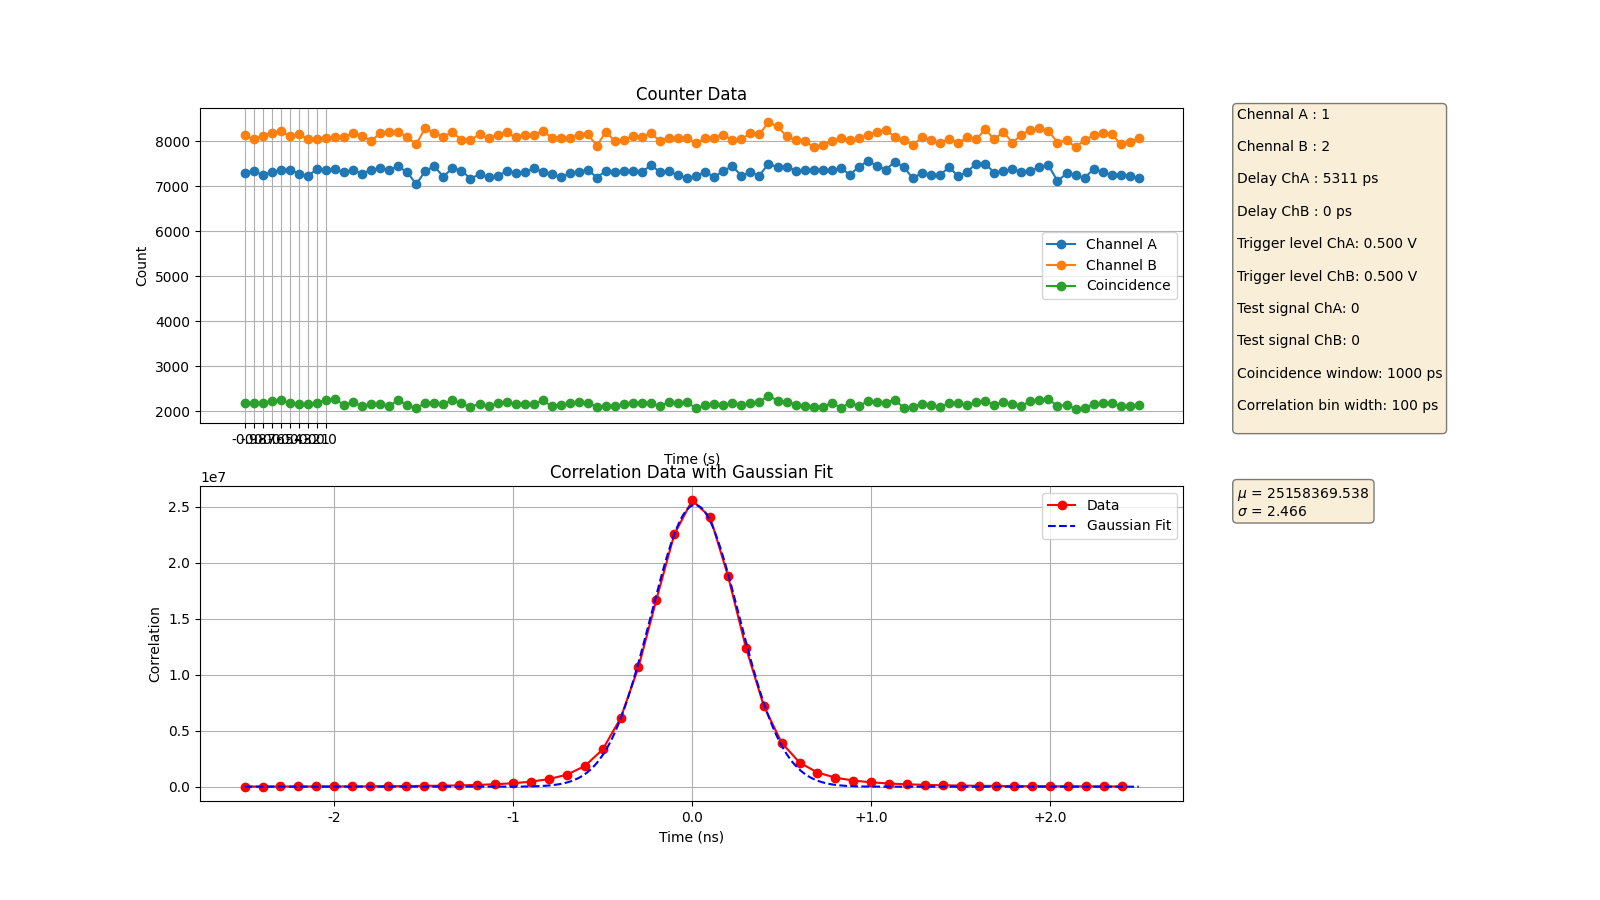 Counter Data
8000
7000
6000
5000
4000
3000
2000
Count
Channel A
Channel B
Coincidence
Time (s)
Chennal A : 1
Chennal B : 2
Delay ChA : 5311 ps
Delay ChB : 0 ps
Trigger level ChA: 0.500 V
Trigger level ChB: 0.500 V
Test signal ChA: 0
Test signal ChB: 0
Coincidence window: 1000 ps
Correlation bin width: 100 ps
Correlation Data with Gaussian Fit
1e7
2.5
2.0
1.5
1.0
0.5
0.0
Correlation
Data
Gaussian Fit
-2
-1
0.0
+1.0
+2.0
Time (ns)
μ = 25158369.538
σ = 2.466